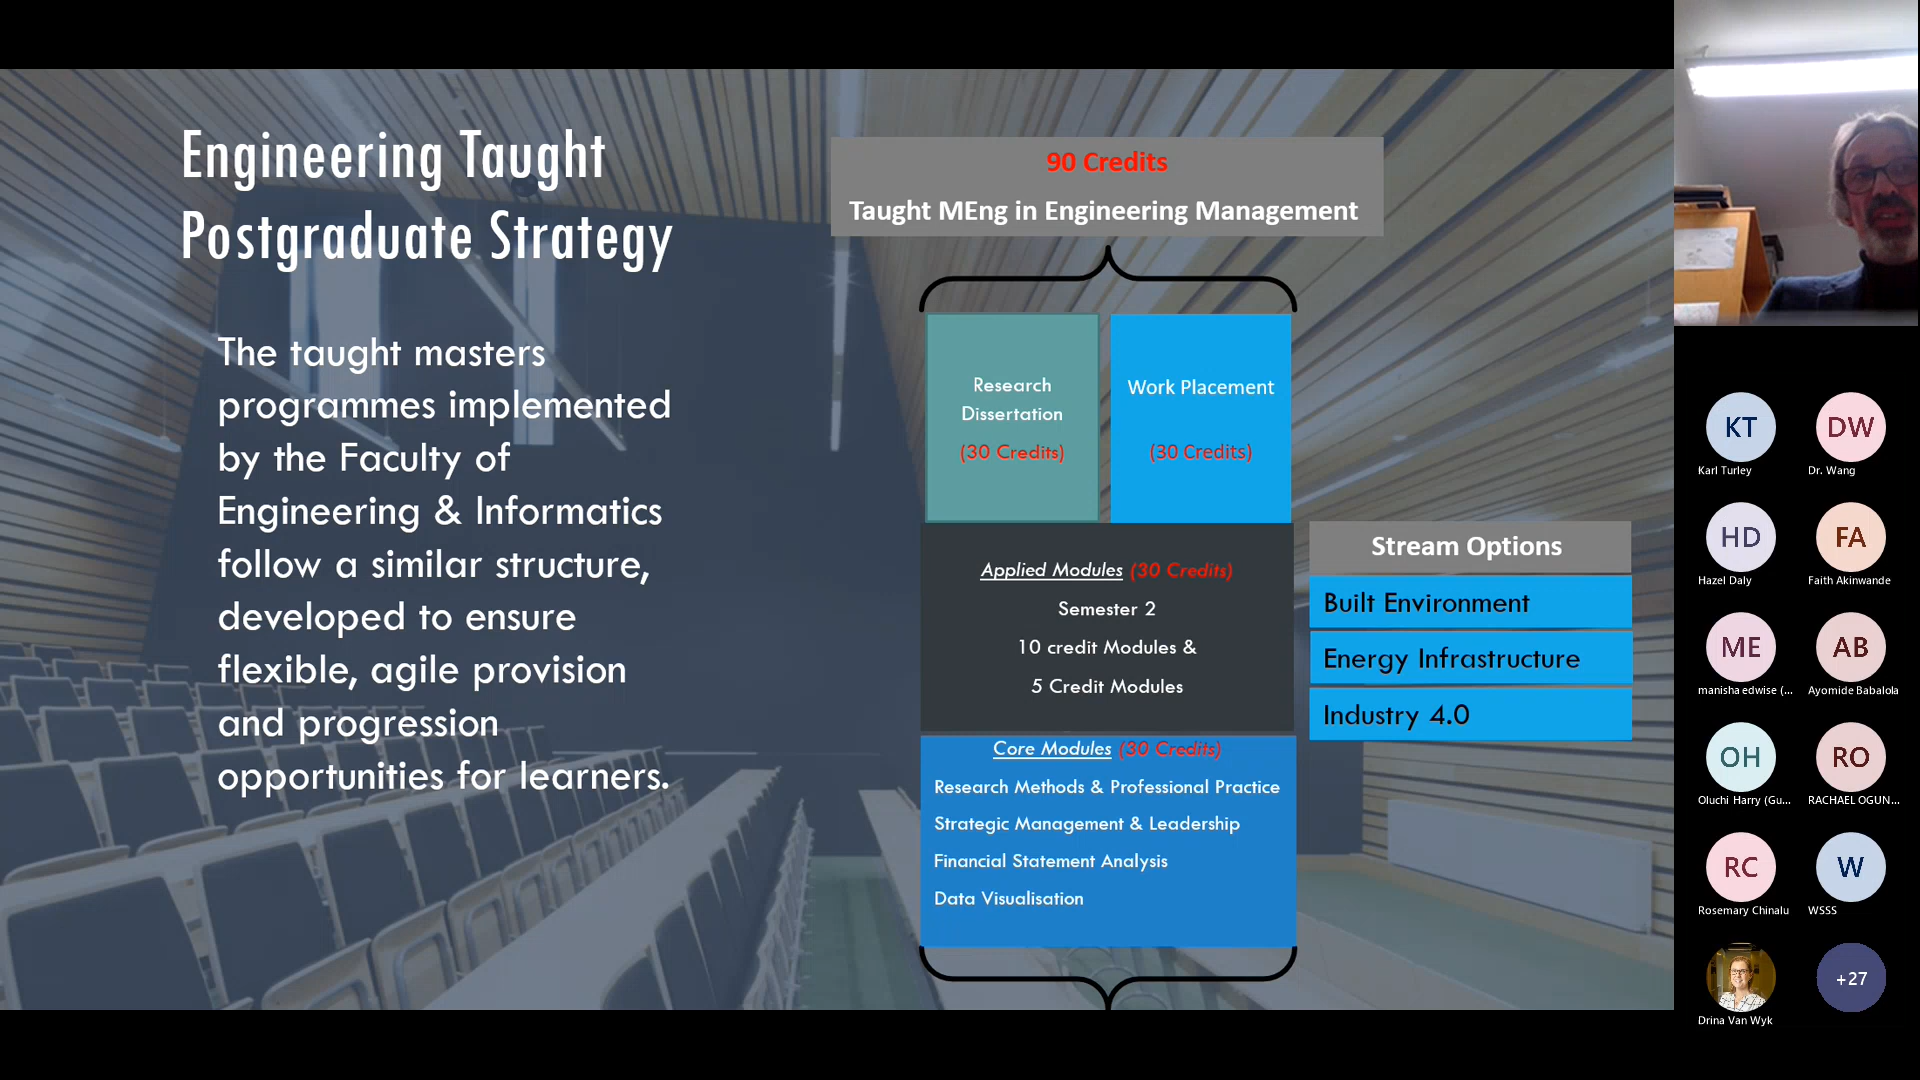 Engineering Taught
Postgraduate Strategy
The taught masters
programmes implemented
by the Faculty of
Engineering & Informatics
follow a similar structure,
developed to ensure
flexible, agile provision
and progression
opportunities for learners.
90 Credits
Taught MEng in Engineering Management
Research
Dissertation
(30 Credits)
Work Placement
(30 Credits)
Applied Modules (30 Credits)
Semester 2
10 credit Modules &
5 Credit Modules
Core Modules (30 Credits)
Research Methods & Professional Practice
Strategic Management & Leadership
Financial Statement Analysis
Data Visualisation
Stream Options
Built Environment
Energy Infrastructure
Industry 4.0
KT
Karl Turley
DW
Dr. Wang
HD
Hazel Daly
FA
Faith Akinwande
ME
manisha edwise (...
AB
Ayomide Babalola
OH
Oluchi Harry (Gu...
RO
RACHAEL OGUN...
RC
Rosemary Chinalu
W
WSSS
Drina Van Wyk
+27